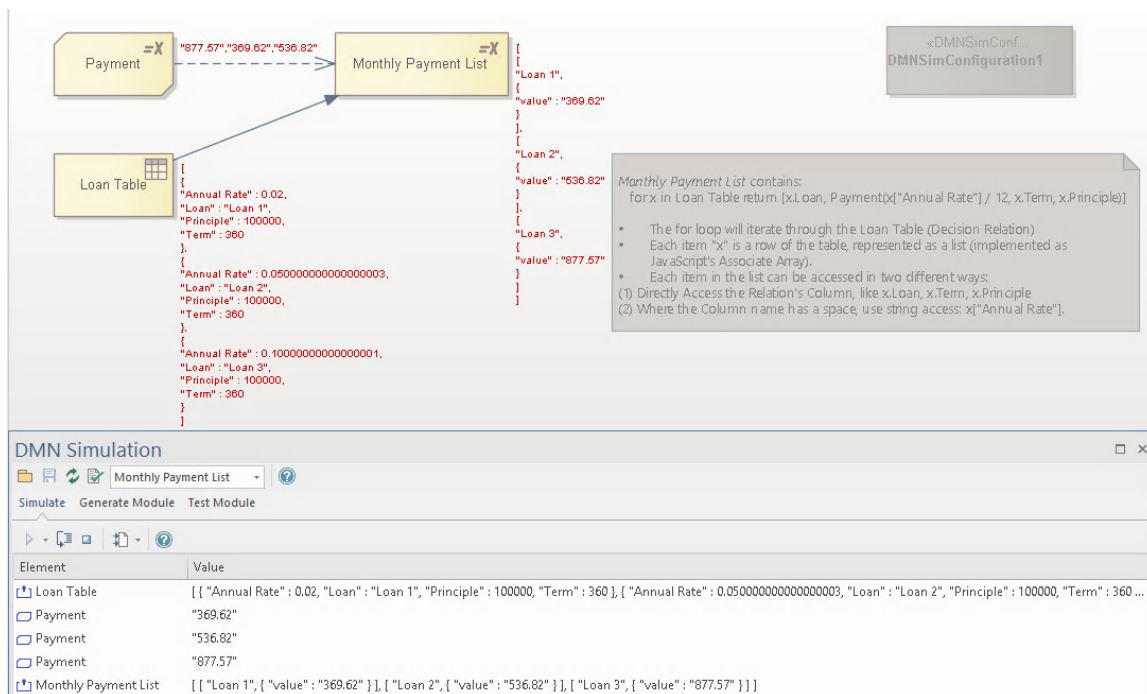 Payment
=X
"877.57","369.62","536.82"
Monthly Payment List
=X
[
[
"Loan 1",
{
"value" : "369.62"
}
],
[
"Loan 2",
{
"value" : "536.82"
}
],
[
"Loan 3",
{
"value" : "877.57"
}
]
]
«DMNSimConf...
DMNSimConfiguration1
Loan Table
[
{
"Annual Rate" : 0.02,
"Loan" : "Loan 1",
"Principle" : 100000,
"Term" : 360
},
{
"Annual Rate" : 0.050000000000000003,
"Loan" : "Loan 2",
"Principle" : 100000,
"Term" : 360
},
{
"Annual Rate" : 0.10000000000000001,
"Loan" : "Loan 3",
"Principle" : 100000,
"Term" : 360
}
]
Monthly Payment List contains:
for x in Loan Table return [x.Loan, Payment(x["Annual Rate"] / 12, x.Term, x.Principle)]
• The for loop will iterate through the Loan Table (Decision Relation)
• Each item "x" is a row of the table, represented as a list (implemented as
JavaScript's Associate Array).
• Each item in the list can be accessed in two different ways:
(1) Directly Access the Relation's Column, like x.Loan, x.Term, x.Principle
(2) Where the Column name has a space, use string access: x["Annual Rate"].
DMN Simulation
Monthly Payment List
Simulate Generate Module Test Module
Element Value
Loan Table [ { "Annual Rate" : 0.02, "Loan" : "Loan 1", "Principle" : 100000, "Term" : 360 }, { "Annual Rate" : 0.050000000000000003, "Loan" : "Loan 2", "Principle" : 100000, "Term" : 360 ...
Payment "369.62"
Payment "536.82"
Payment "877.57"
Monthly Payment List [ [ "Loan 1", { "value" : "369.62" } ], [ "Loan 2", { "value" : "536.82" } ], [ "Loan 3", { "value" : "877.57" } ] ]